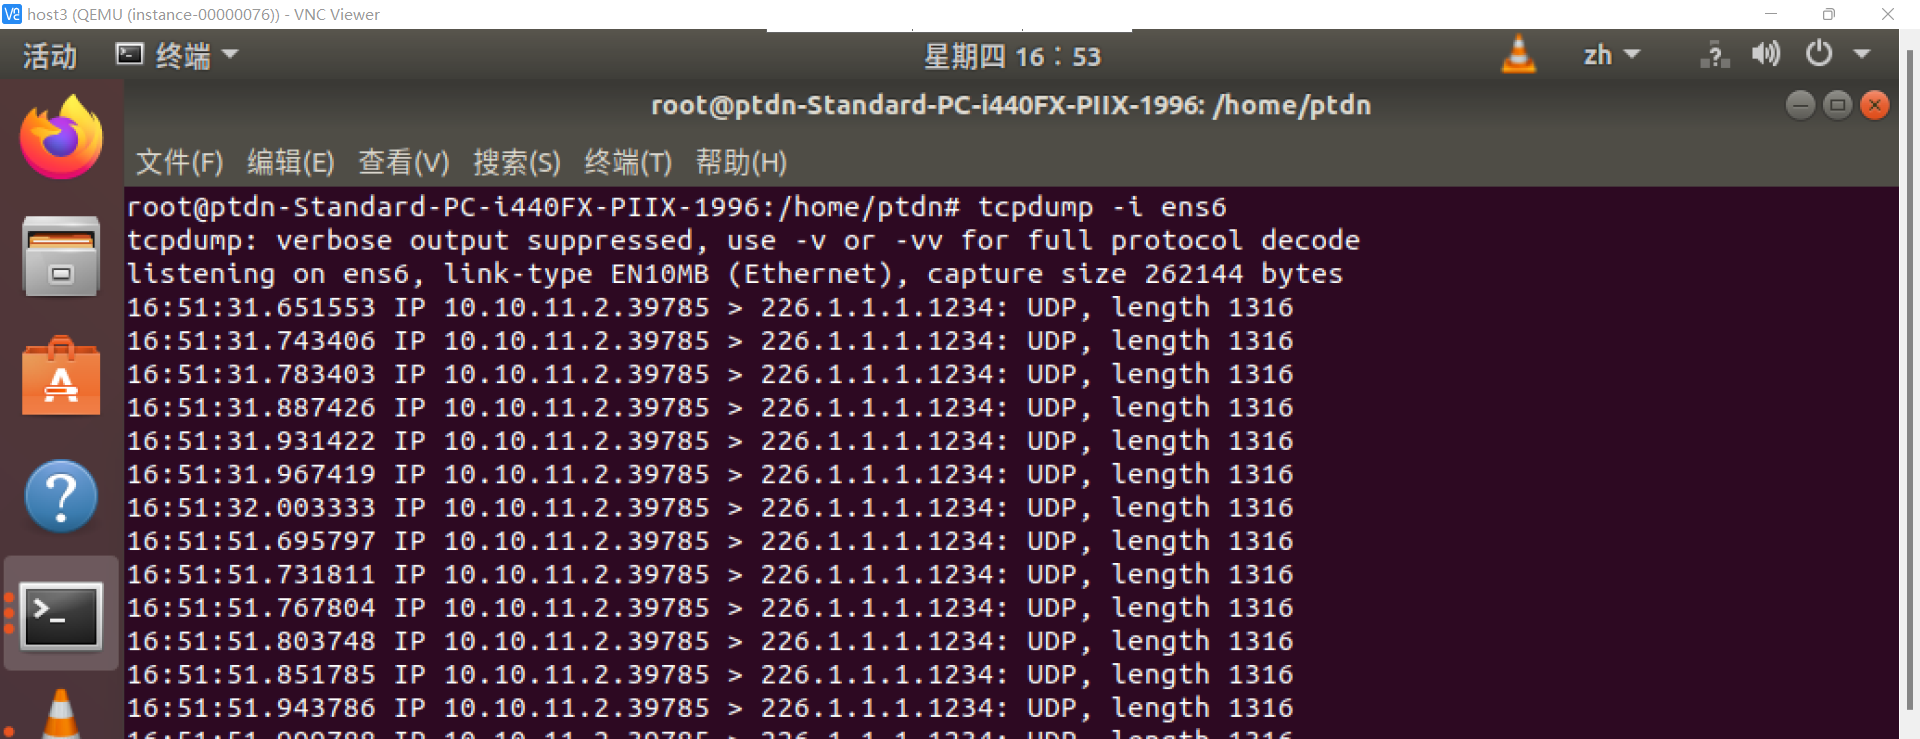 host3 (QEMU (instance-00000076)) - VNC Viewer
活动 终端 星期四 16：53 zh
root@ptdn-Standard-PC-i440FX-PIIX-1996: /home/ptdn
文件(F) 编辑(E) 查看(V) 搜索(S) 终端(T) 帮助(H)
root@ptdn-Standard-PC-i440FX-PIIX-1996:/home/ptdn# tcpdump -i ens6
tcpdump: verbose output suppressed, use -v or -vv for full protocol decode
listening on ens6, link-type EN10MB (Ethernet), capture size 262144 bytes
16:51:31.651553 IP 10.10.11.2.39785 > 226.1.1.1.1234: UDP, length 1316
16:51:31.743406 IP 10.10.11.2.39785 > 226.1.1.1.1234: UDP, length 1316
16:51:31.783403 IP 10.10.11.2.39785 > 226.1.1.1.1234: UDP, length 1316
16:51:31.887426 IP 10.10.11.2.39785 > 226.1.1.1.1234: UDP, length 1316
16:51:31.931422 IP 10.10.11.2.39785 > 226.1.1.1.1234: UDP, length 1316
16:51:31.967419 IP 10.10.11.2.39785 > 226.1.1.1.1234: UDP, length 1316
16:51:32.003333 IP 10.10.11.2.39785 > 226.1.1.1.1234: UDP, length 1316
16:51:51.695797 IP 10.10.11.2.39785 > 226.1.1.1.1234: UDP, length 1316
16:51:51.731811 IP 10.10.11.2.39785 > 226.1.1.1.1234: UDP, length 1316
16:51:51.767804 IP 10.10.11.2.39785 > 226.1.1.1.1234: UDP, length 1316
16:51:51.803748 IP 10.10.11.2.39785 > 226.1.1.1.1234: UDP, length 1316
16:51:51.851785 IP 10.10.11.2.39785 > 226.1.1.1.1234: UDP, length 1316
16:51:51.943786 IP 10.10.11.2.39785 > 226.1.1.1.1234: UDP, length 1316